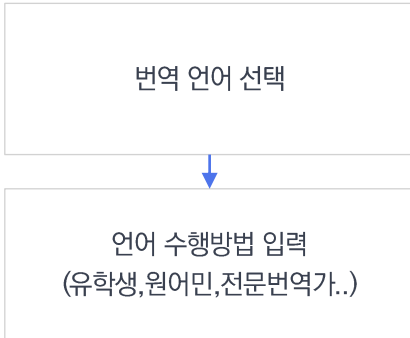 번역 언어 선택
언어 수행방법 입력
(유학생,원어민,전문번역가..)